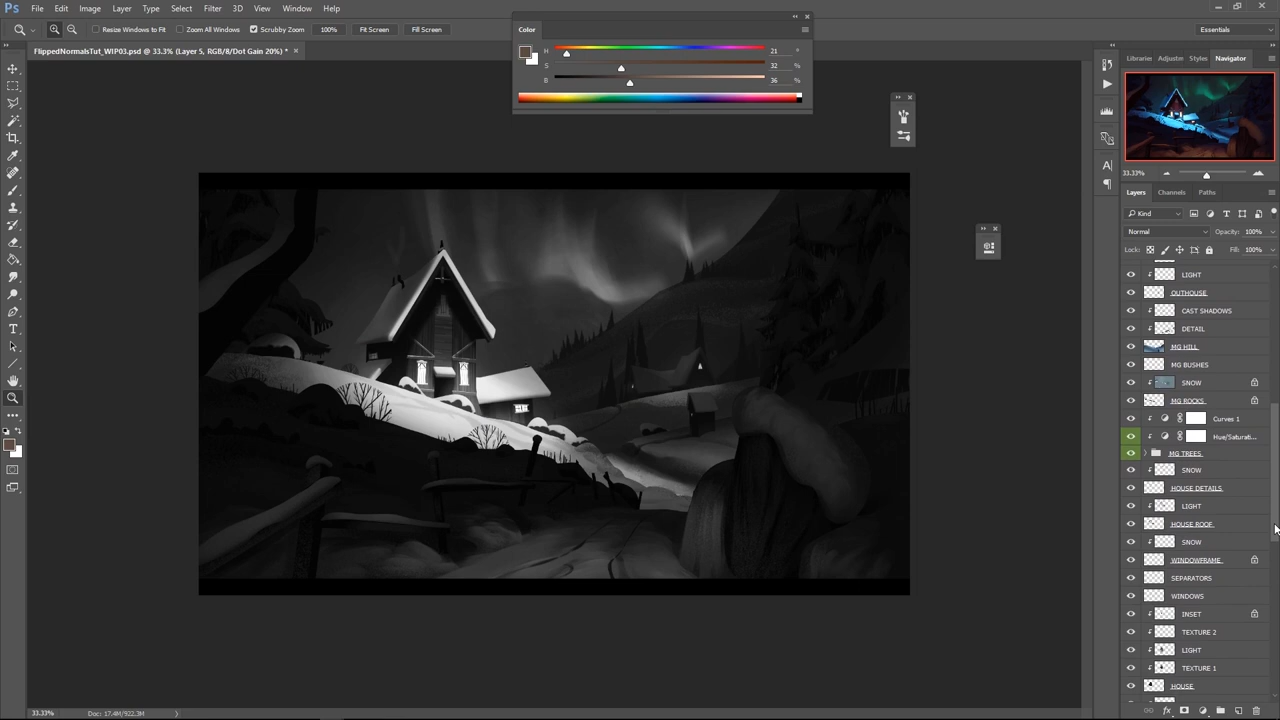 Ps File Edit Image Layer Type Select Filter 3D View Window Help
Resize Windows to Fit Zoom All Windows Scrubby Zoom 100% Fit Screen Fill Screen
Essentials
FlippedNormalsTut_WIP03.psd @ 33.3% (Layer 5, RGB/8/Dot Gain 20%) * ×
Color
H 21 °
S 32 %
B 36 %
Librarie Adjustm Styles Navigator
33.33%
Layers Channels Paths
Kind
Normal Opacity: 100%
Lock: Fill: 100%
LIGHT
OUTHOUSE
CAST SHADOWS
DETAIL
MG HILL
MG BUSHES
SNOW
MG ROCKS
Curves 1
Hue/Saturati...
MG TREES
SNOW
HOUSE DETAILS
LIGHT
HOUSE ROOF
SNOW
WINDOWFRAME
SEPARATORS
WINDOWS
INSET
TEXTURE 2
LIGHT
TEXTURE 1
HOUSE
33.33% Doc: 17.4M/922.3M